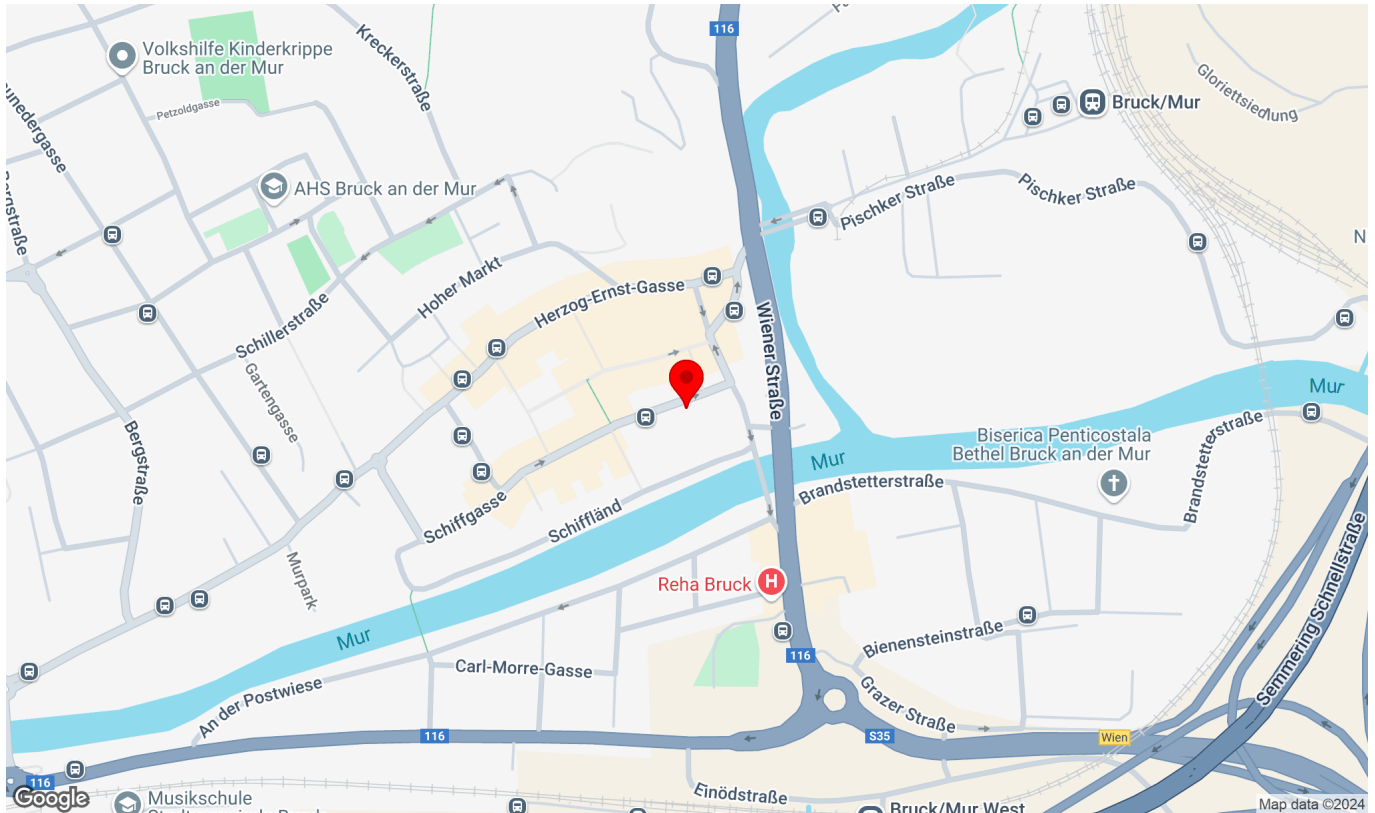 116
Volkshilfe Kinderkrippe
Bruck an der Mur
Kreckerstraße
Petzoldgasse
Gloriettsiedlung
Bruck/Mur
AHS Bruck an der Mur
Bergstraße
Pischker Straße
Pischker Straße
N
Hoher Markt
Herzog-Ernst-Gasse
Schillerstraße
Wiener Straße
Gartengasse
Mur
Bergstraße
Biserica Penticostala
Bethel Bruck an der Mur
Brandstetterstraße
Mur
Brandstetterstraße
Schiffgasse
Schiffländ
Semmering Schnellstraße
Murpark
Reha Bruck
H
Mur
Bienensteinstraße
116
Carl-Morre-Gasse
An der Postwiese
Grazer Straße
116
S35
Wien
116
Einödstraße
Google
Musikschule
Bruck/Mur West
Map data ©2024